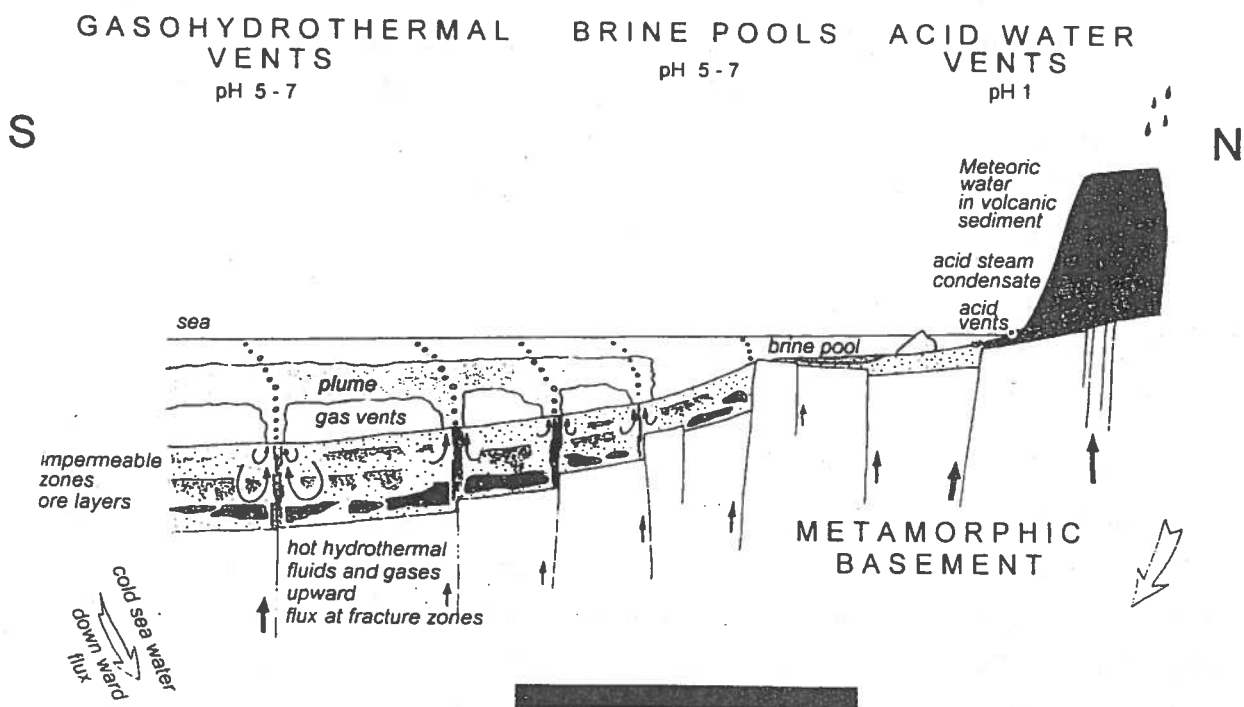 GASOHYDROTHERMAL
VENTS
pH 5 - 7
BRINE POOLS
pH 5 - 7
ACID WATER
VENTS
pH 1
S
N
Meteoric
water
in volcanic
sediment
acid steam
condensate
acid
vents
sea
brine pool
plume
gas vents
impermeable
zones
ore layers
hot hydrothermal
fluids and gases
upward
flux at fracture zones
METAMORPHIC
BASEMENT
cold sea water
down ward
flux